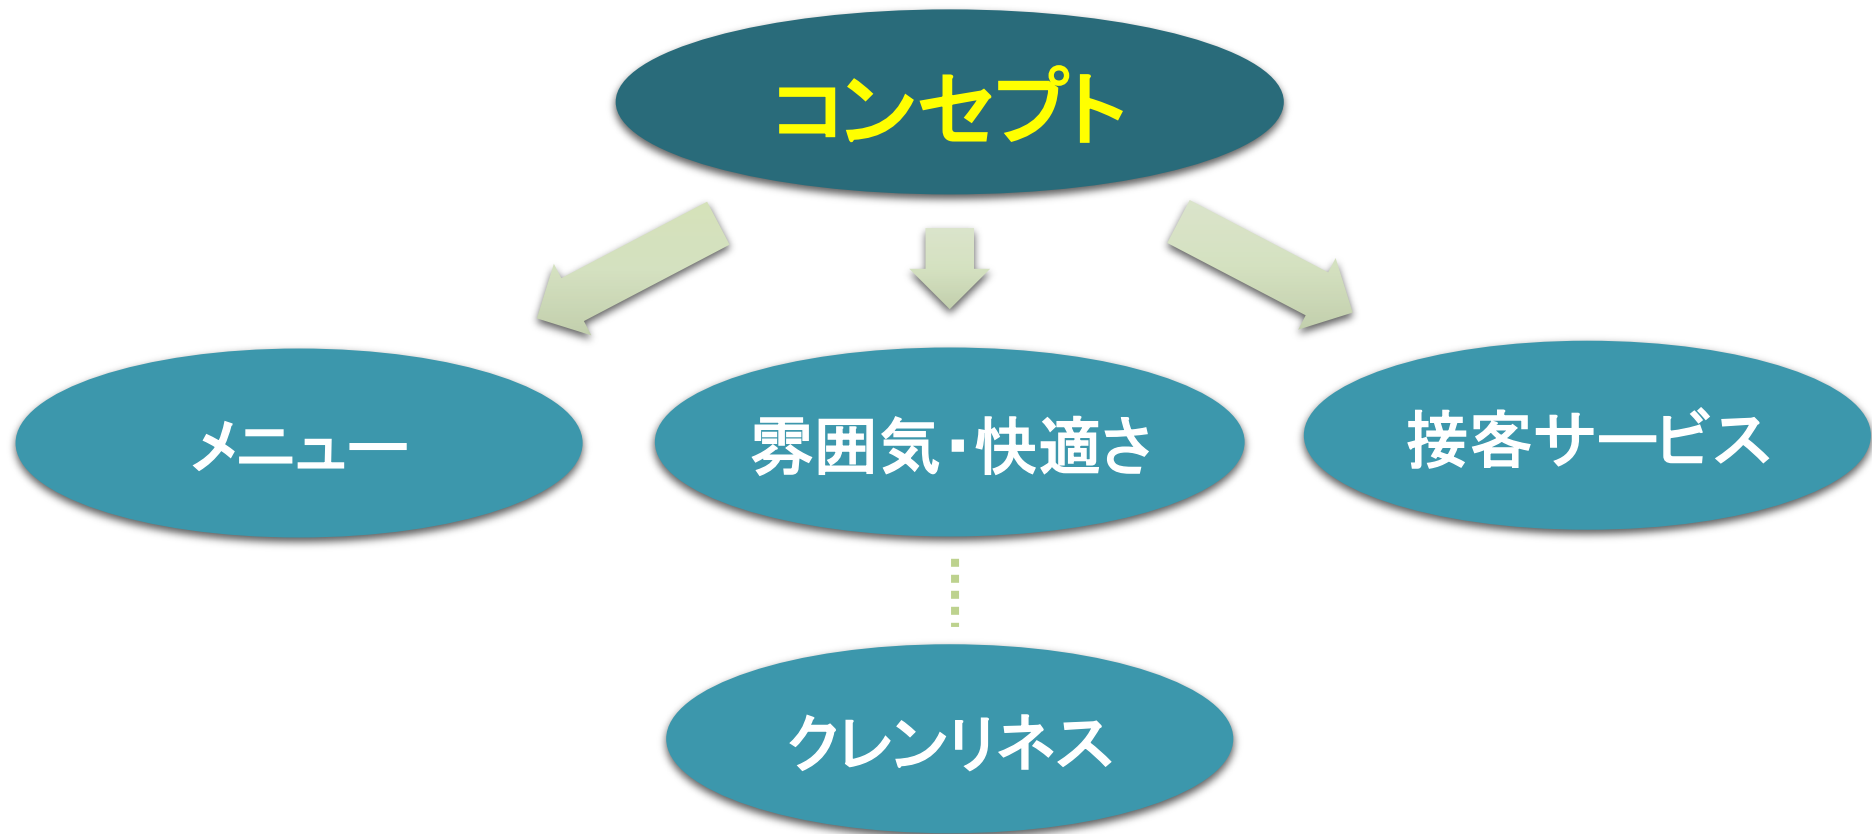 コンセプト
メニュー
雰囲気・快適さ
接客サービス
クレンリネス